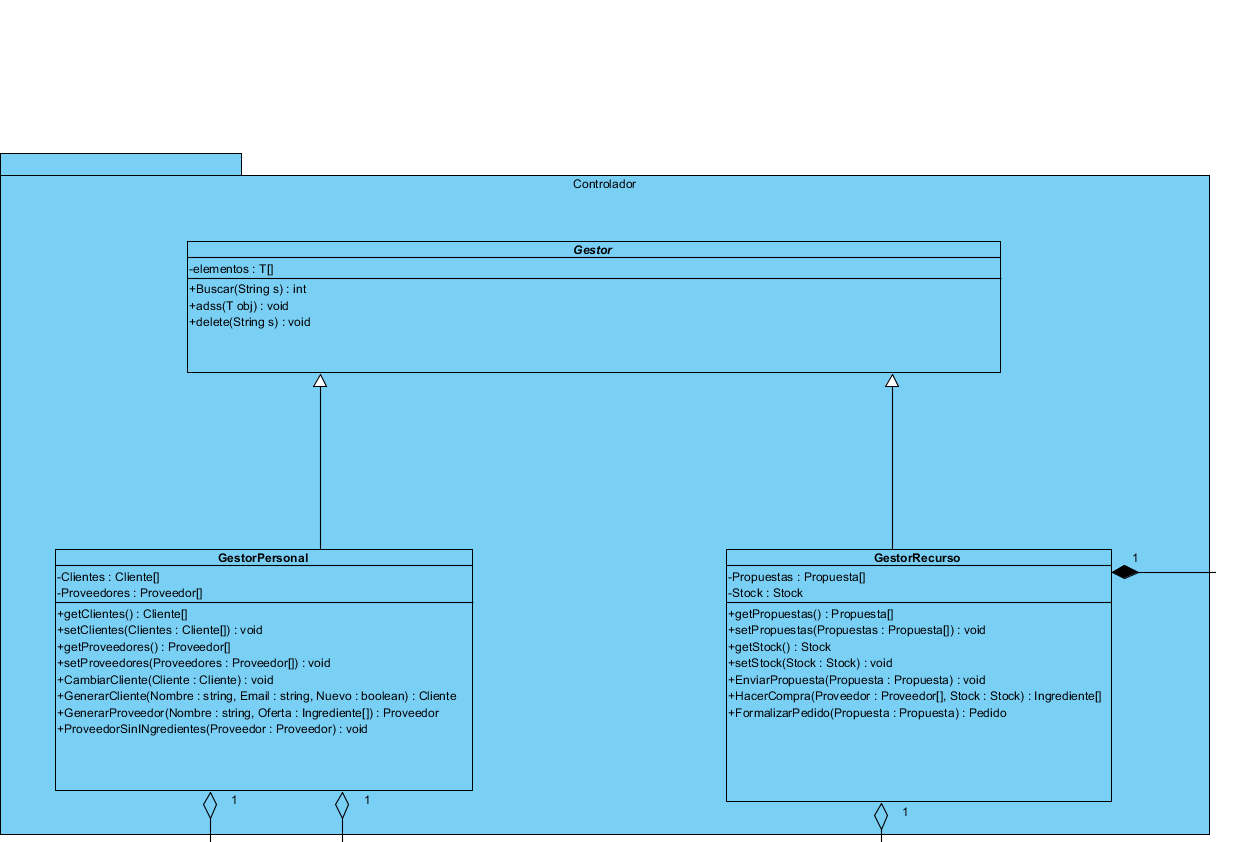 Controlador
Gestor
-elementos : T[]
+Buscar(String s) : int
+adss(T obj) : void
+delete(String s) : void
GestorPersonal
-Clientes : Cliente[]
-Proveedores : Proveedor[]
+getClientes() : Cliente[]
+setClientes(Clientes : Cliente[]) : void
+getProveedores() : Proveedor[]
+setProveedores(Proveedores : Proveedor[]) : void
+CambiarCliente(Cliente : Cliente) : void
+GenerarCliente(Nombre : string, Email : string, Nuevo : boolean) : Cliente
+GenerarProveedor(Nombre : string, Oferta : Ingrediente[]) : Proveedor
+ProveedorSinINgredientes(Proveedor : Proveedor) : void
1
1
GestorRecurso
1
-Propuestas : Propuesta[]
-Stock : Stock
+getPropuestas() : Propuesta[]
+setPropuestas(Propuestas : Propuesta[]) : void
+getStock() : Stock
+setStock(Stock : Stock) : void
+EnviarPropuesta(Propuesta : Propuesta) : void
+HacerCompra(Proveedor : Proveedor[], Stock : Stock) : Ingrediente[]
+FormalizarPedido(Propuesta : Propuesta) : Pedido
1